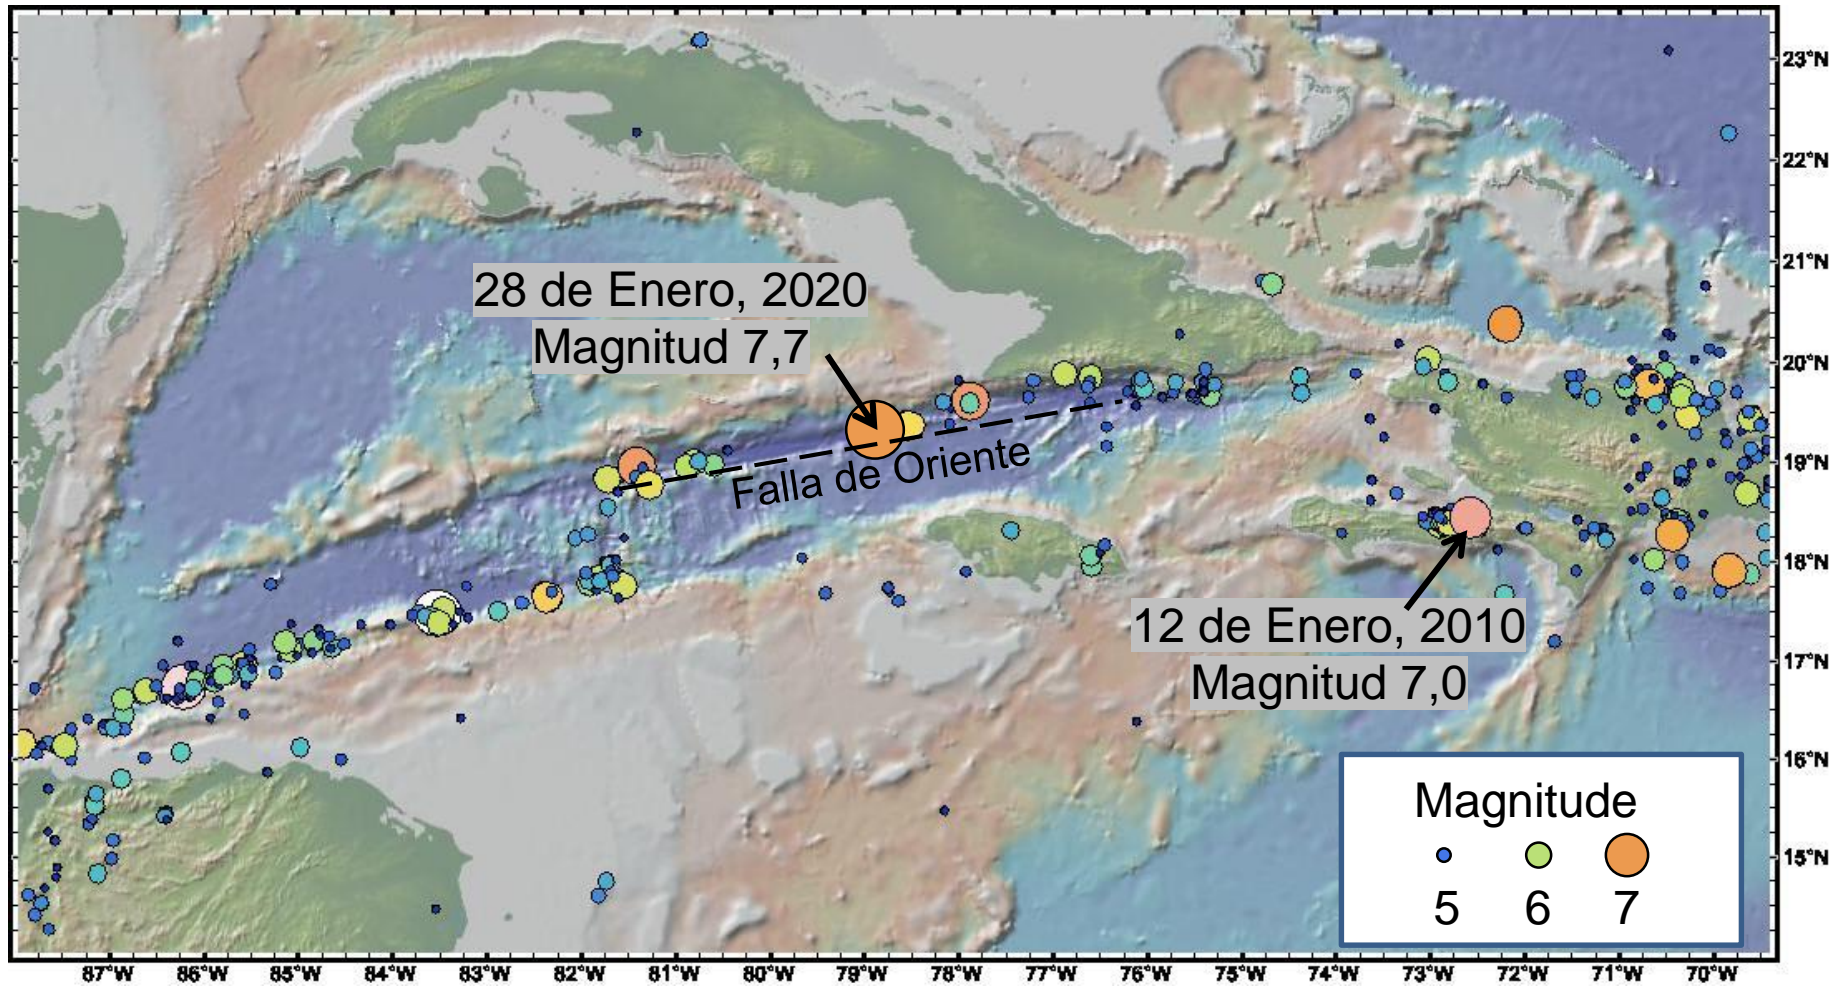 28 de Enero, 2020
Magnitud 7,7
Falla de Oriente
12 de Enero, 2010
Magnitud 7,0
Magnitude
5 6 7
23°N
22°N
21°N
20°N
19°N
18°N
17°N
16°N
15°N
87°W 86°W 85°W 84°W 83°W 82°W 81°W 80°W 79°W 78°W 77°W 76°W 75°W 74°W 73°W 72°W 71°W 70°W